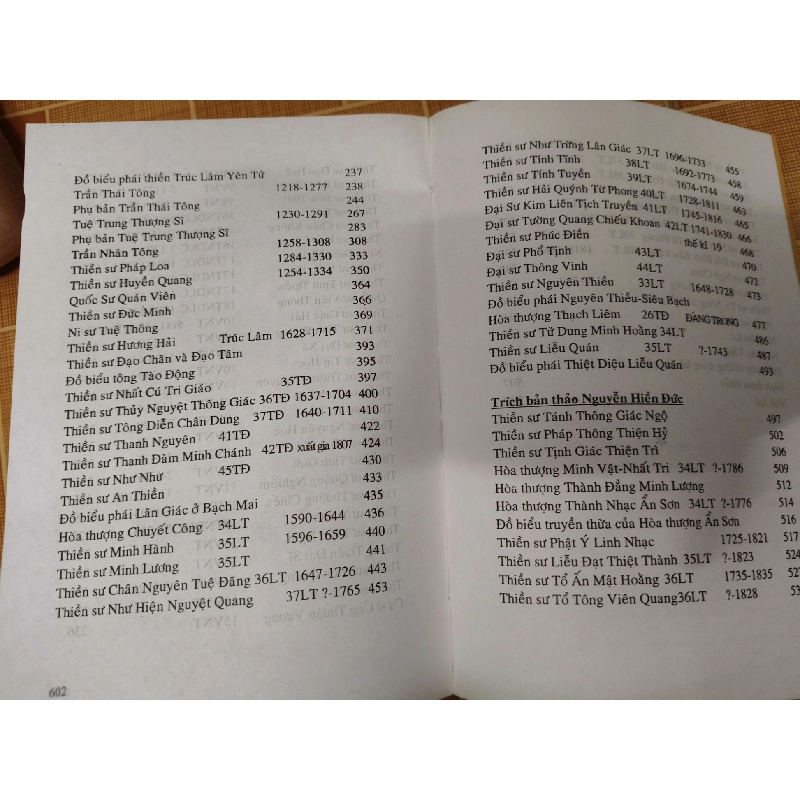 Đồ biểu phái thiền Trúc Lâm Yên Tử 237
Trần Thái Tông 1218-1277 238
Phụ bản Trần Thái Tông 244
Tuệ Trung Thượng Sĩ 1230-1291 267
Phụ bản Tuệ Trung Thượng Sĩ 283
Trần Nhân Tông 1258-1308 308
Thiền sư Pháp Loa 1284-1330 333
Thiền sư Huyền Quang 1254-1334 350
Quốc Sư Quán Viên 364
Thiền sư Đức Minh 366
Ni sư Tuệ Thông 369
Thiền sư Hương Hải Trúc Lâm 1628-1715 371
Thiền sư Đạo Chân và Đạo Tâm 393
Đồ biểu tông Tào Động 395
Thiền sư Nhất Cú Tri Giáo 35TĐ 397
Thiền sư Thủy Nguyệt Thông Giác 36TĐ 1637-1704 400
Thiền sư Tông Diễn Chân Dung 37TĐ 1640-1711 410
Thiền sư Thanh Nguyên 41TĐ 422
Thiền sư Thanh Đàm Minh Chánh 42TĐ xuất gia 1807 424
Thiền sư Như Như 45TĐ 430
Thiền sư An Thiền 433
Đồ biểu phái Lân Giác ở Bạch Mai 435
Hòa thượng Chuyết Công 34LT 1590-1644 436
Thiền sư Minh Hành 35LT 1596-1659 440
Thiền sư Minh Lương 35LT 441
Thiền sư Chân Nguyên Tuệ Đăng 36LT 1647-1726 443
Thiền sư Như Hiện Nguyệt Quang 37LT ?-1765 453
602
Thiền sư Như Trừng Lân Giác 37LT 1696-1733 455
Thiền sư Tính Tĩnh 38LT 1692-1773 458
Thiền sư Tính Tuyền 39LT 1674-1744 459
Thiền sư Hải Quýnh Từ Phong 40LT 1728-1811 463
Đại Sư Kim Liên Tịch Truyền 41LT 1745-1816 465
Đại sư Tường Quang Chiếu Khoan 42LT 1741-1830 466
Thiền sư Phúc Điền thế kỉ 19 468
Đại sư Phổ Tịnh 43LT 470
Đại sư Thông Vinh 44LT 472
Thiền sư Nguyên Thiều 33LT 1648-1728 473
Đồ biểu phái Nguyên Thiều-Siêu Bạch
Hòa thượng Thạch Liêm 26TĐ ĐÀNG TRONG 477
Thiền sư Tử Dung Minh Hoằng 34LT 486
Thiền sư Liễu Quán 35LT ?-1743 487
Đồ biểu phái Thiệt Diệu Liễu Quán 493
Trích bản thảo Nguyễn Hiền Đức
Thiền sư Tánh Thông Giác Ngộ 497
Thiền sư Pháp Thông Thiện Hỷ 502
Thiền sư Tịnh Giác Thiện Trì 506
Hòa thượng Minh Vật-Nhất Tri 34LT ?-1786 509
Hòa thượng Thành Đẳng Minh Lượng 512
Hòa thượng Thành Nhạc Ẩn Sơn 34LT ?-1776 514
Đồ biểu truyền thừa của Hòa thượng Ẩn Sơn 516
Thiền sư Phật Ý Linh Nhạc 1725-1821 517
Thiền sư Liễu Đạt Thiệt Thành 35LT ?-1823 524
Thiền sư Tổ Ấn Mật Hoằng 36LT 1735-1835 527
Thiền sư Tổ Tông Viên Quang 36LT ?-1828